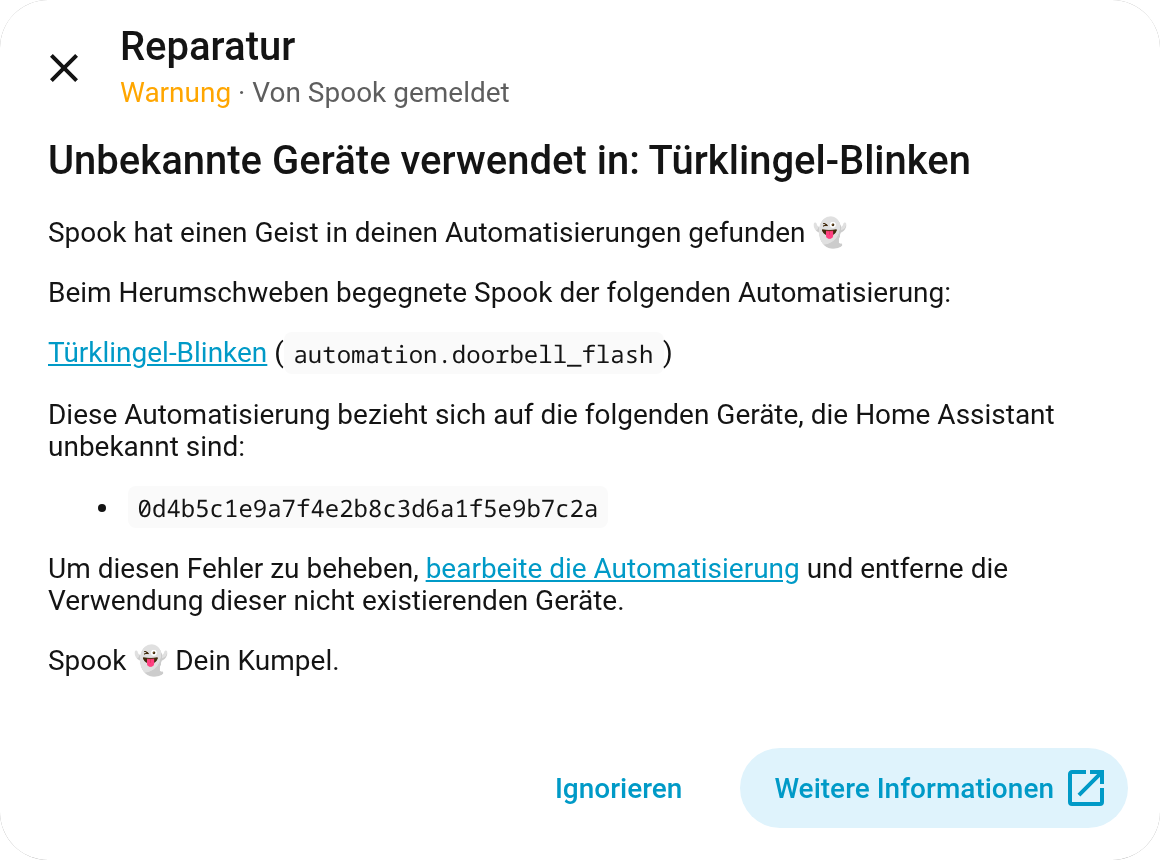 Reparatur
Warnung · Von Spook gemeldet
Unbekannte Geräte verwendet in: Türklingel-Blinken
Spook hat einen Geist in deinen Automatisierungen gefunden 👻
Beim Herumschweben begegnete Spook der folgenden Automatisierung:
Türklingel-Blinken ( automation.doorbell_flash )
Diese Automatisierung bezieht sich auf die folgenden Geräte, die Home Assistant
unbekannt sind:
• 0d4b5c1e9a7f4e2b8c3d6a1f5e9b7c2a
Um diesen Fehler zu beheben, bearbeite die Automatisierung und entferne die
Verwendung dieser nicht existierenden Geräte.
Spook 👻 Dein Kumpel.
Ignorieren
Weitere Informationen